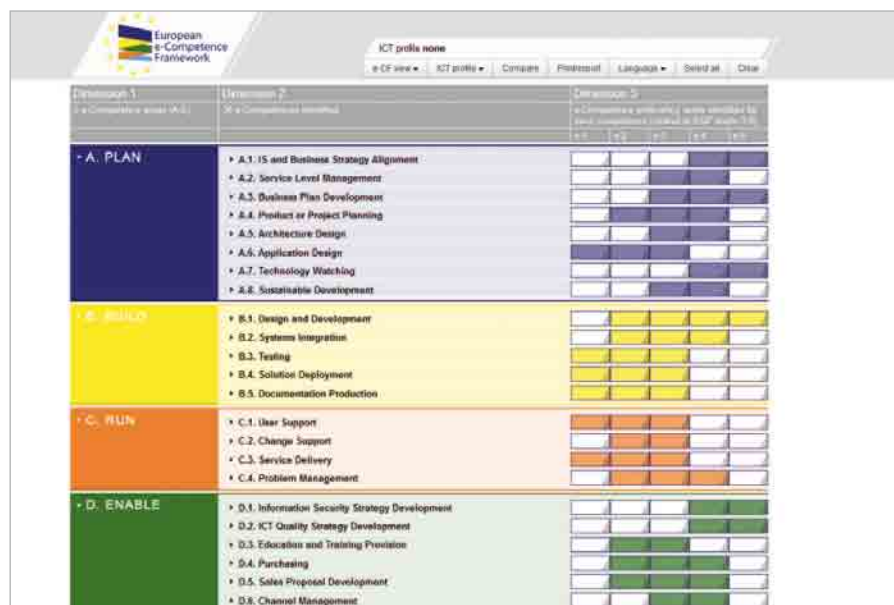 European
e-Competence
Framework
ICT profile none
e-CF view
ICT profile
Compare
Language
Select all
Clear
Dimension 1
Dimension 2
Dimension 3
A. PLAN
A.1. IS and Business Strategy Alignment
A.2. Service Level Management
A.3. Business Plan Development
A.4. Product or Project Planning
A.5. Architecture Design
A.6. Application Design
A.7. Technology Watching
A.8. Sustainable Development
B. BUILD
B.1. Design and Development
B.2. Systems Integration
B.3. Testing
B.4. Solution Deployment
B.5. Documentation Production
C. RUN
C.1. User Support
C.2. Change Support
C.3. Service Delivery
C.4. Problem Management
D. ENABLE
D.1. Information Security Strategy Development
D.2. ICT Quality Strategy Development
D.3. Education and Training Provision
D.4. Purchasing
D.5. Sales Proposal Development
D.6. Channel Management